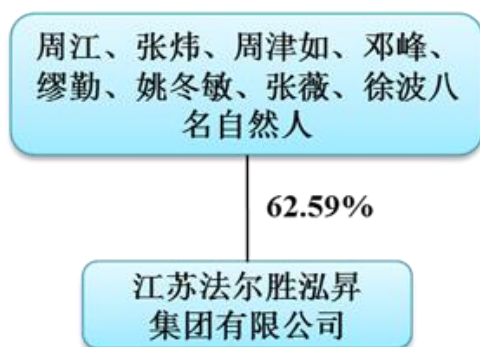 周江、张炜、周津如、邓峰、
缪勤、姚冬敏、张薇、徐波八
名自然人
62.59%
江苏法尔胜泓昇
集团有限公司